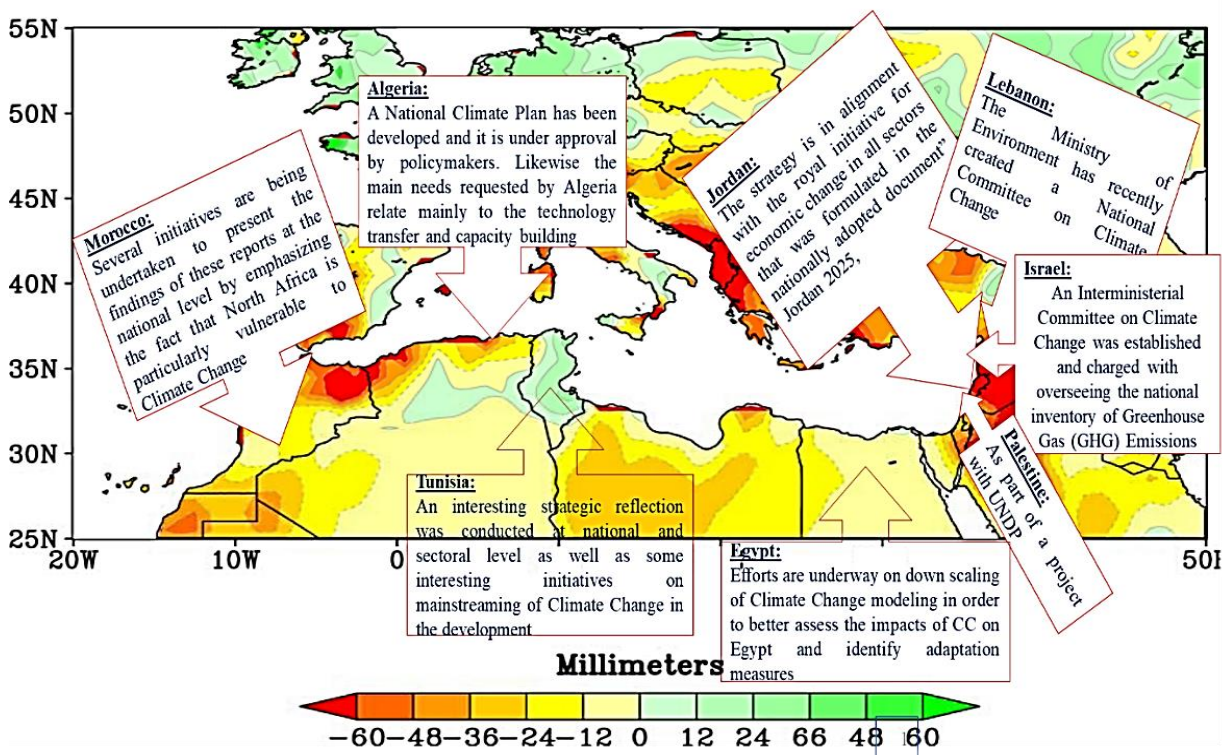 55N
50N
45N
40N
35N
30N
25N
20W
10W
0
Morocco:
Several initiatives are being
undertaken to present the
findings of these reports at the
national level by emphasizing
the fact that North Africa is
particularly vulnerable to
Climate Change
Algeria:
A National Climate Plan has been
developed and it is under approval
by policymakers. Likewise the
main needs requested by Algeria
relate mainly to the technology
transfer and capacity building
Jordan:
The strategy is in alignment
with the royal initiative for
economic change in all sectors
that was formulated in the
nationally adopted document”
Jordan 2025,
Lebanon:
The Ministry of
Environment has recently
created a National
Committee on Climate
Change
Israel:
An Interministerial
Committee on Climate
Change was established
and charged with
overseeing the national
inventory of Greenhouse
Gas (GHG) Emissions
Palestine:
As part of a project
with UNDP
Tunisia:
An interesting strategic reflection
was conducted at national and
sectoral level as well as some
interesting initiatives on
mainstreaming of Climate Change in
the development
Egypt:
Efforts are underway on down scaling
of Climate Change modeling in order
to better assess the impacts of CC on
Egypt and identify adaptation
measures
Millimeters
−60 −48 −36 −24 −12 0 12 24 66 48 60